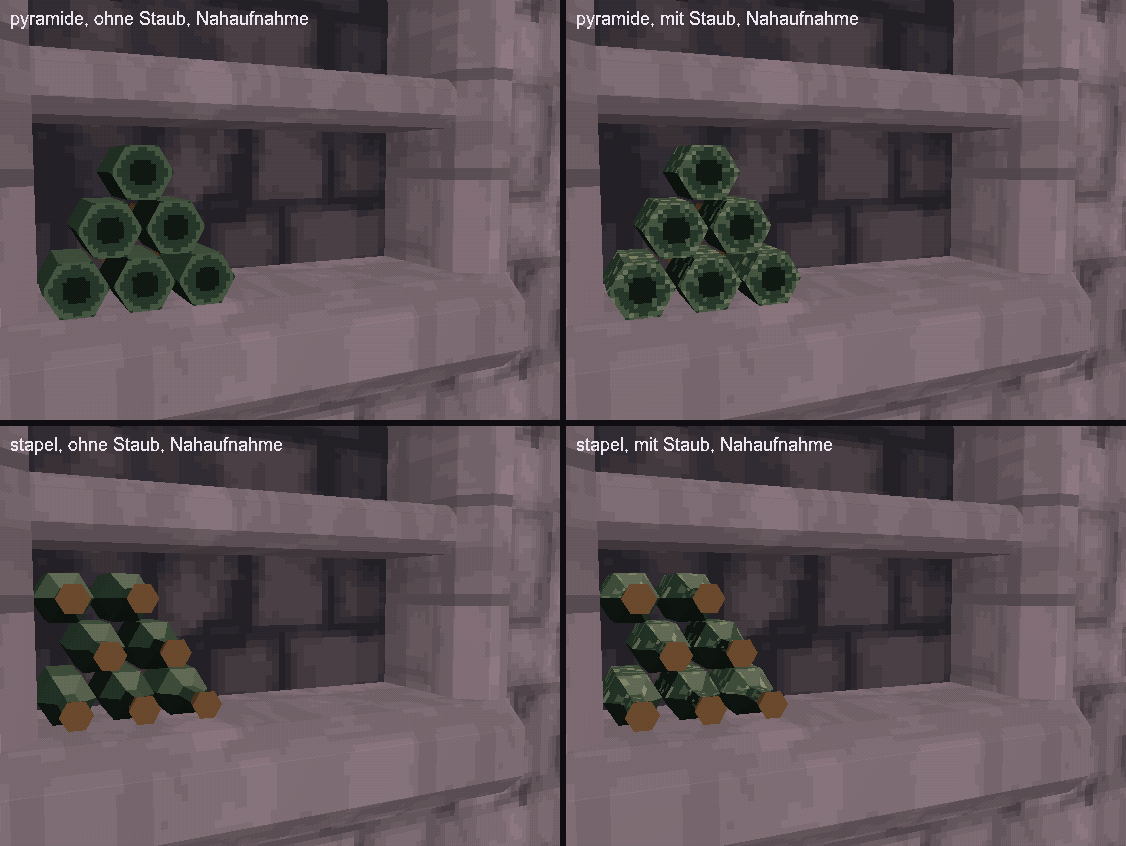 pyramide, ohne Staub, Nahaufnahme
pyramide, mit Staub, Nahaufnahme
stapel, ohne Staub, Nahaufnahme
stapel, mit Staub, Nahaufnahme